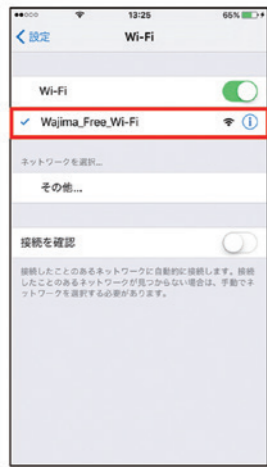 13:25
65%
設定
Wi-Fi
Wi-Fi
Wajima_Free_Wi-Fi
ネットワークを選択...
その他...
接続を確認
接続したことのあるネットワークに自動的に接続します。接続
したことのあるネットワークが見つからない場合は、手動でネ
ットワークを選択する必要があります。